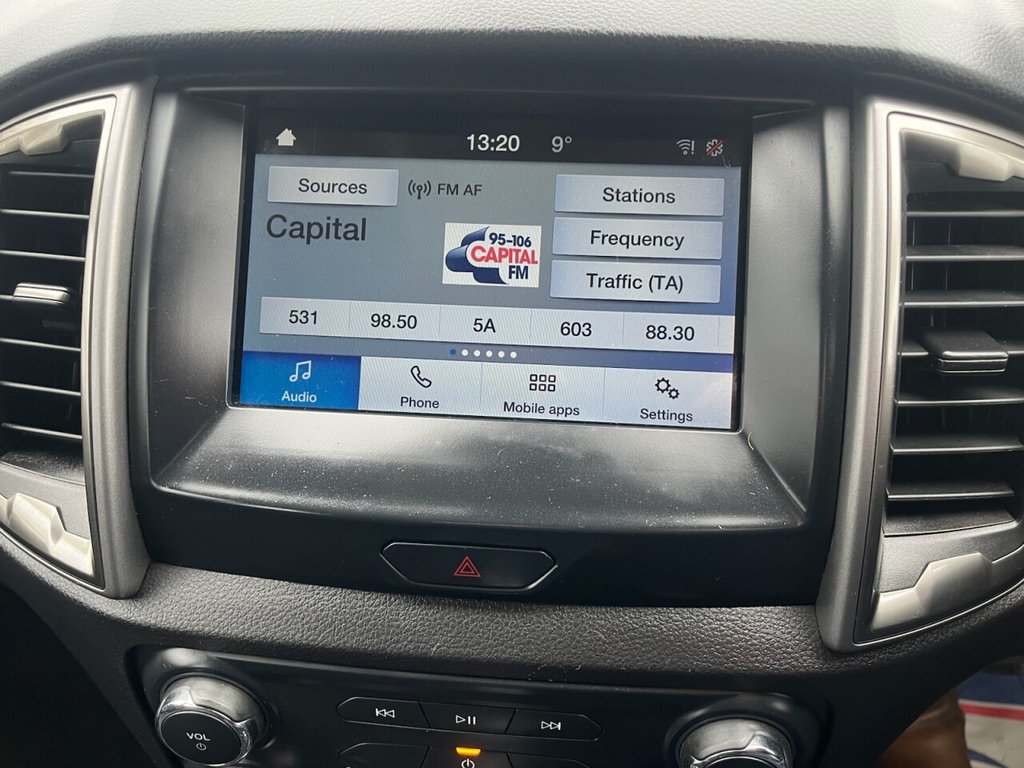 13:20 9°
Sources FM AF Stations
Capital
95-106
CAPITAL
FM
Frequency
Traffic (TA)
531 98.50 5A 603 88.30
Audio Phone Mobile apps Settings
VOL